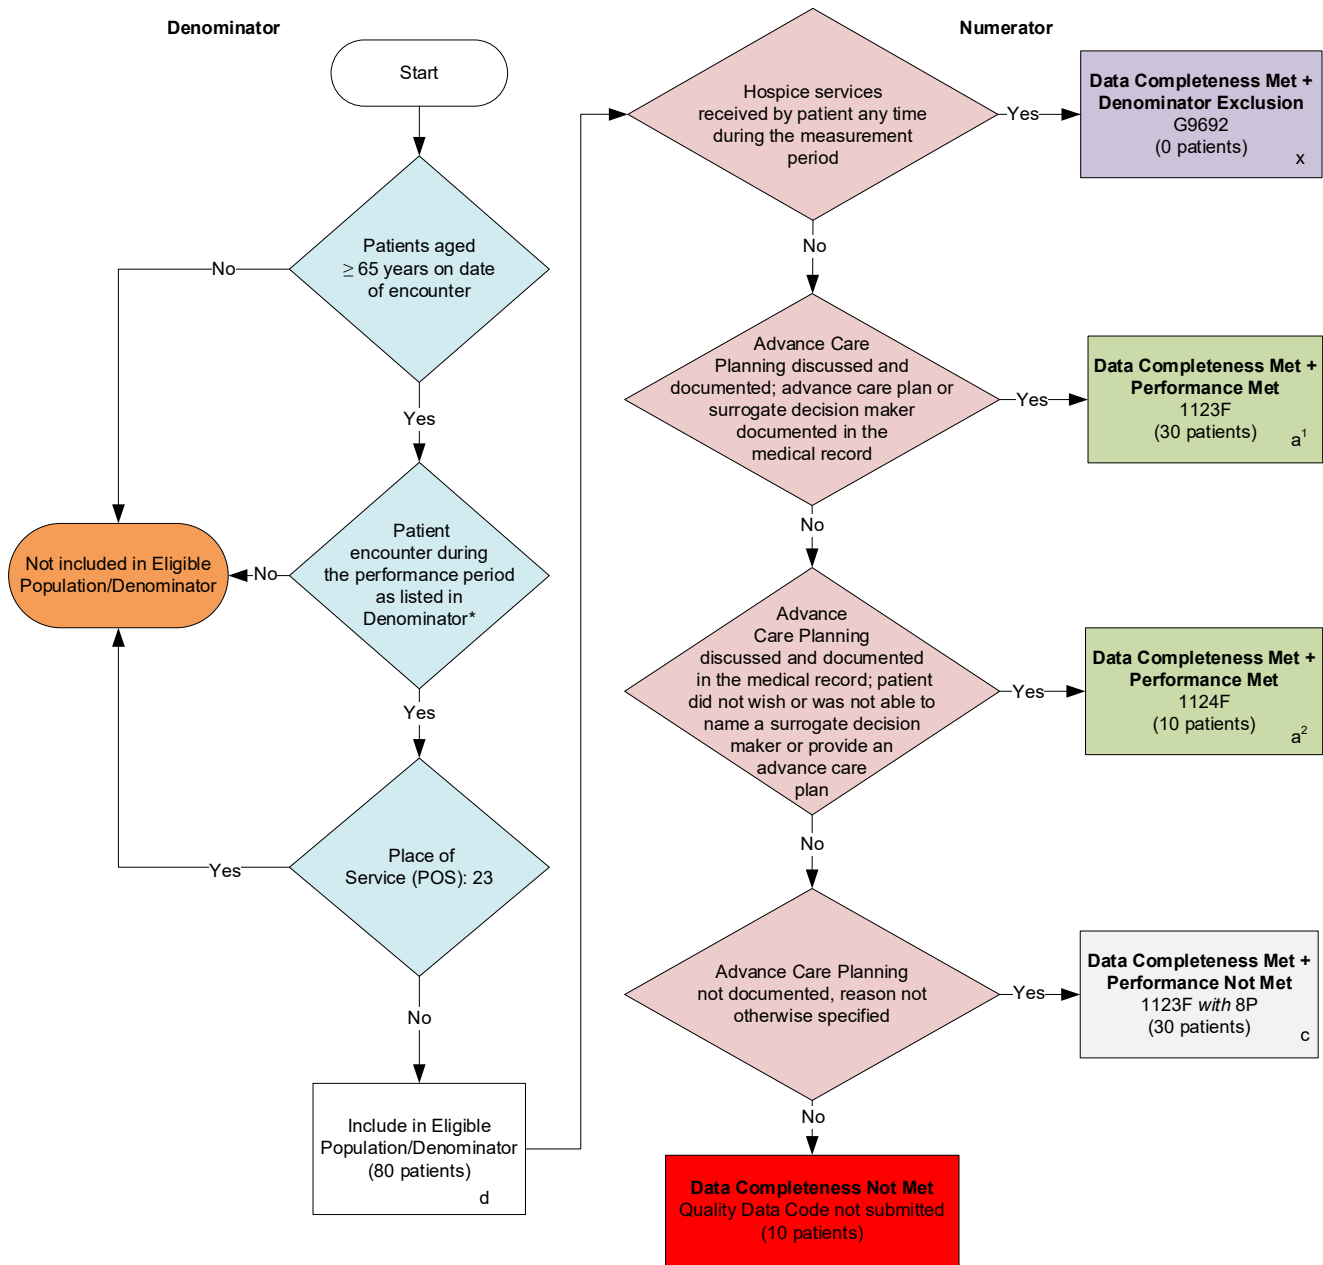 Denominator
Numerator
Start
Patients aged
≥ 65 years on date
of encounter
No
Yes
Patient
encounter during
the performance period
as listed in
Denominator*
No
Not included in Eligible
Population/Denominator
Yes
Place of
Service (POS): 23
Yes
No
Include in Eligible
Population/Denominator
(80 patients)
d
Hospice services
received by patient any time
during the measurement
period
Yes
Data Completeness Met +
Denominator Exclusion
G9692
(0 patients)
x
No
Advance Care
Planning discussed and
documented; advance care plan or
surrogate decision maker
documented in the
medical record
Yes
Data Completeness Met +
Performance Met
1123F
(30 patients)
a¹
No
Advance
Care Planning
discussed and documented
in the medical record; patient
did not wish or was not able to
name a surrogate decision
maker or provide an
advance care
plan
Yes
Data Completeness Met +
Performance Met
1124F
(10 patients)
a²
No
Advance Care Planning
not documented, reason not
otherwise specified
Yes
Data Completeness Met +
Performance Not Met
1123F with 8P
(30 patients)
c
No
Data Completeness Not Met
Quality Data Code not submitted
(10 patients)